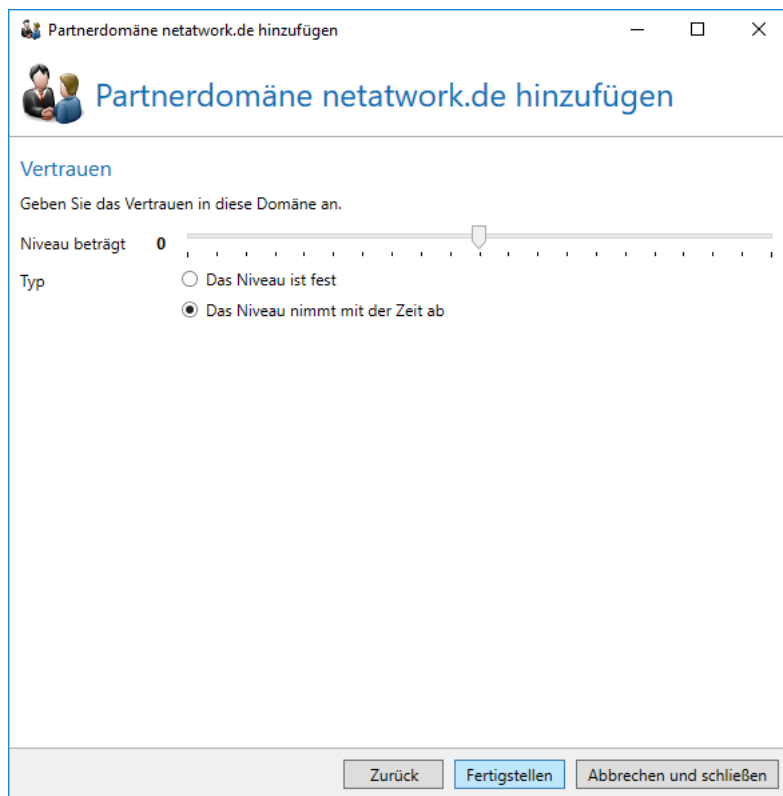 Partnerdomäne netatwork.de hinzufügen
Partnerdomäne netatwork.de hinzufügen
Vertrauen
Geben Sie das Vertrauen in diese Domäne an.
Niveau beträgt 0
Typ Das Niveau ist fest
Das Niveau nimmt mit der Zeit ab
Zurück Fertigstellen Abbrechen und schließen